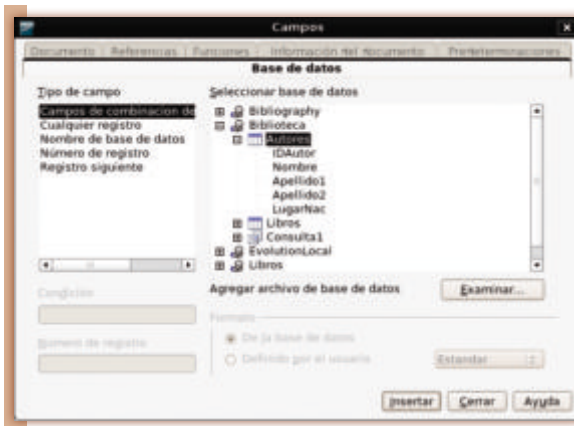 Campos
Documento Referencias Funciones Información del documento Predeterminaciones
Base de datos
Tipo de campo
Campos de combinacion de
Cualquier registro
Nombre de base de datos
Número de registro
Registro siguiente
Condición
Número de registro
Seleccionar base de datos
Bibliography
Biblioteca
Autores
IDAutor
Nombre
Apellido1
Apellido2
LugarNac
Libros
Consulta1
EvolutionLocal
Libros
Agregar archivo de base de datos
Examinar...
Formato
De la base de datos
Definido por el usuario
Estandar
Insertar Cerrar Ayuda